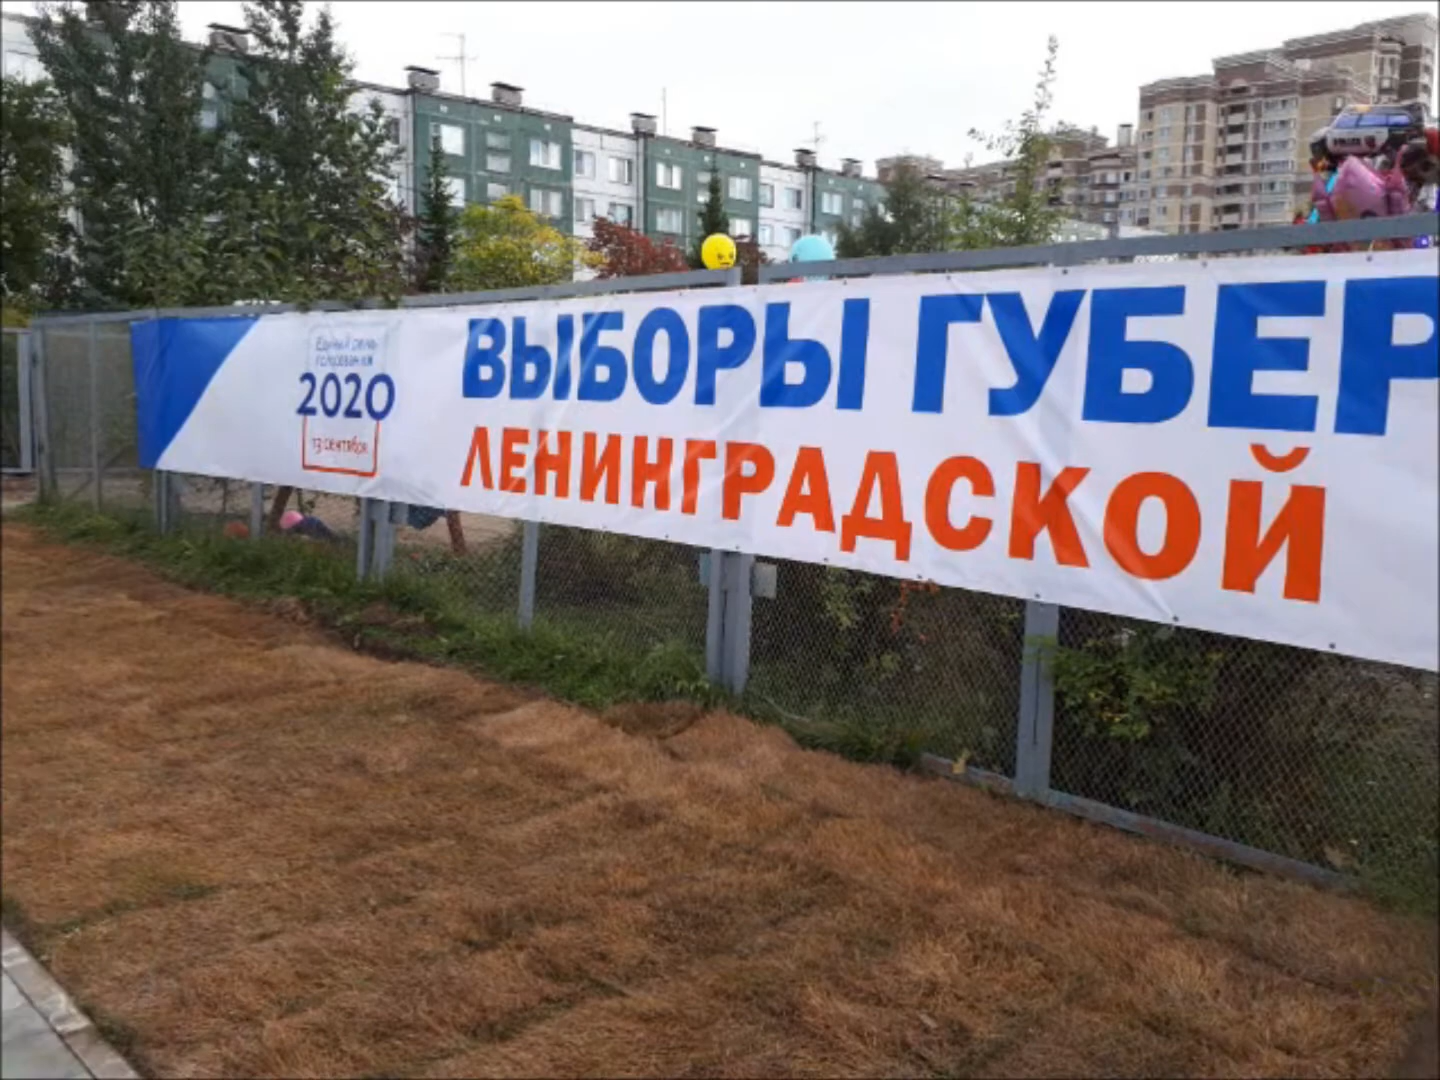 Единый день
голосования
2020
13 сентября
ВЫБОРЫ ГУБЕР
ЛЕНИНГРАДСКОЙ